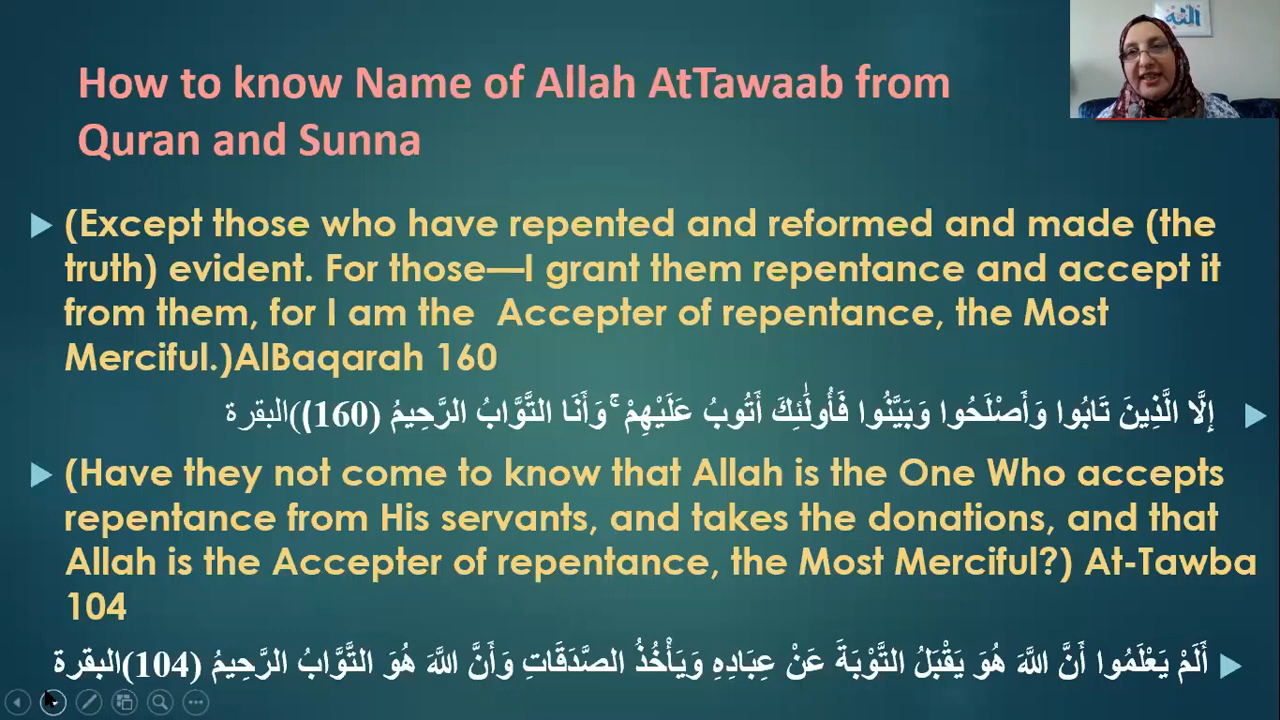 How to know Name of Allah AtTawaab from
Quran and Sunna
الله
(Except those who have repented and reformed and made (the
truth) evident. For those—I grant them repentance and accept it
from them, for I am the  Accepter of repentance, the Most
Merciful.)AlBaqarah 160
إِلَّا الَّذِينَ تَابُوا وَأَصْلَحُوا وَبَيَّنُوا فَأُولَٰئِكَ أَتُوبُ عَلَيْهِمْ ۚ وَأَنَا التَّوَّابُ الرَّحِيمُ (160))البقرة
(Have they not come to know that Allah is the One Who accepts
repentance from His servants, and takes the donations, and that
Allah is the Accepter of repentance, the Most Merciful?) At-Tawba
104
أَلَمْ يَعْلَمُوا أَنَّ اللَّهَ هُوَ يَقْبَلُ التَّوْبَةَ عَنْ عِبَادِهِ وَيَأْخُذُ الصَّدَقَاتِ وَأَنَّ اللَّهَ هُوَ التَّوَّابُ الرَّحِيمُ (104)البقرة